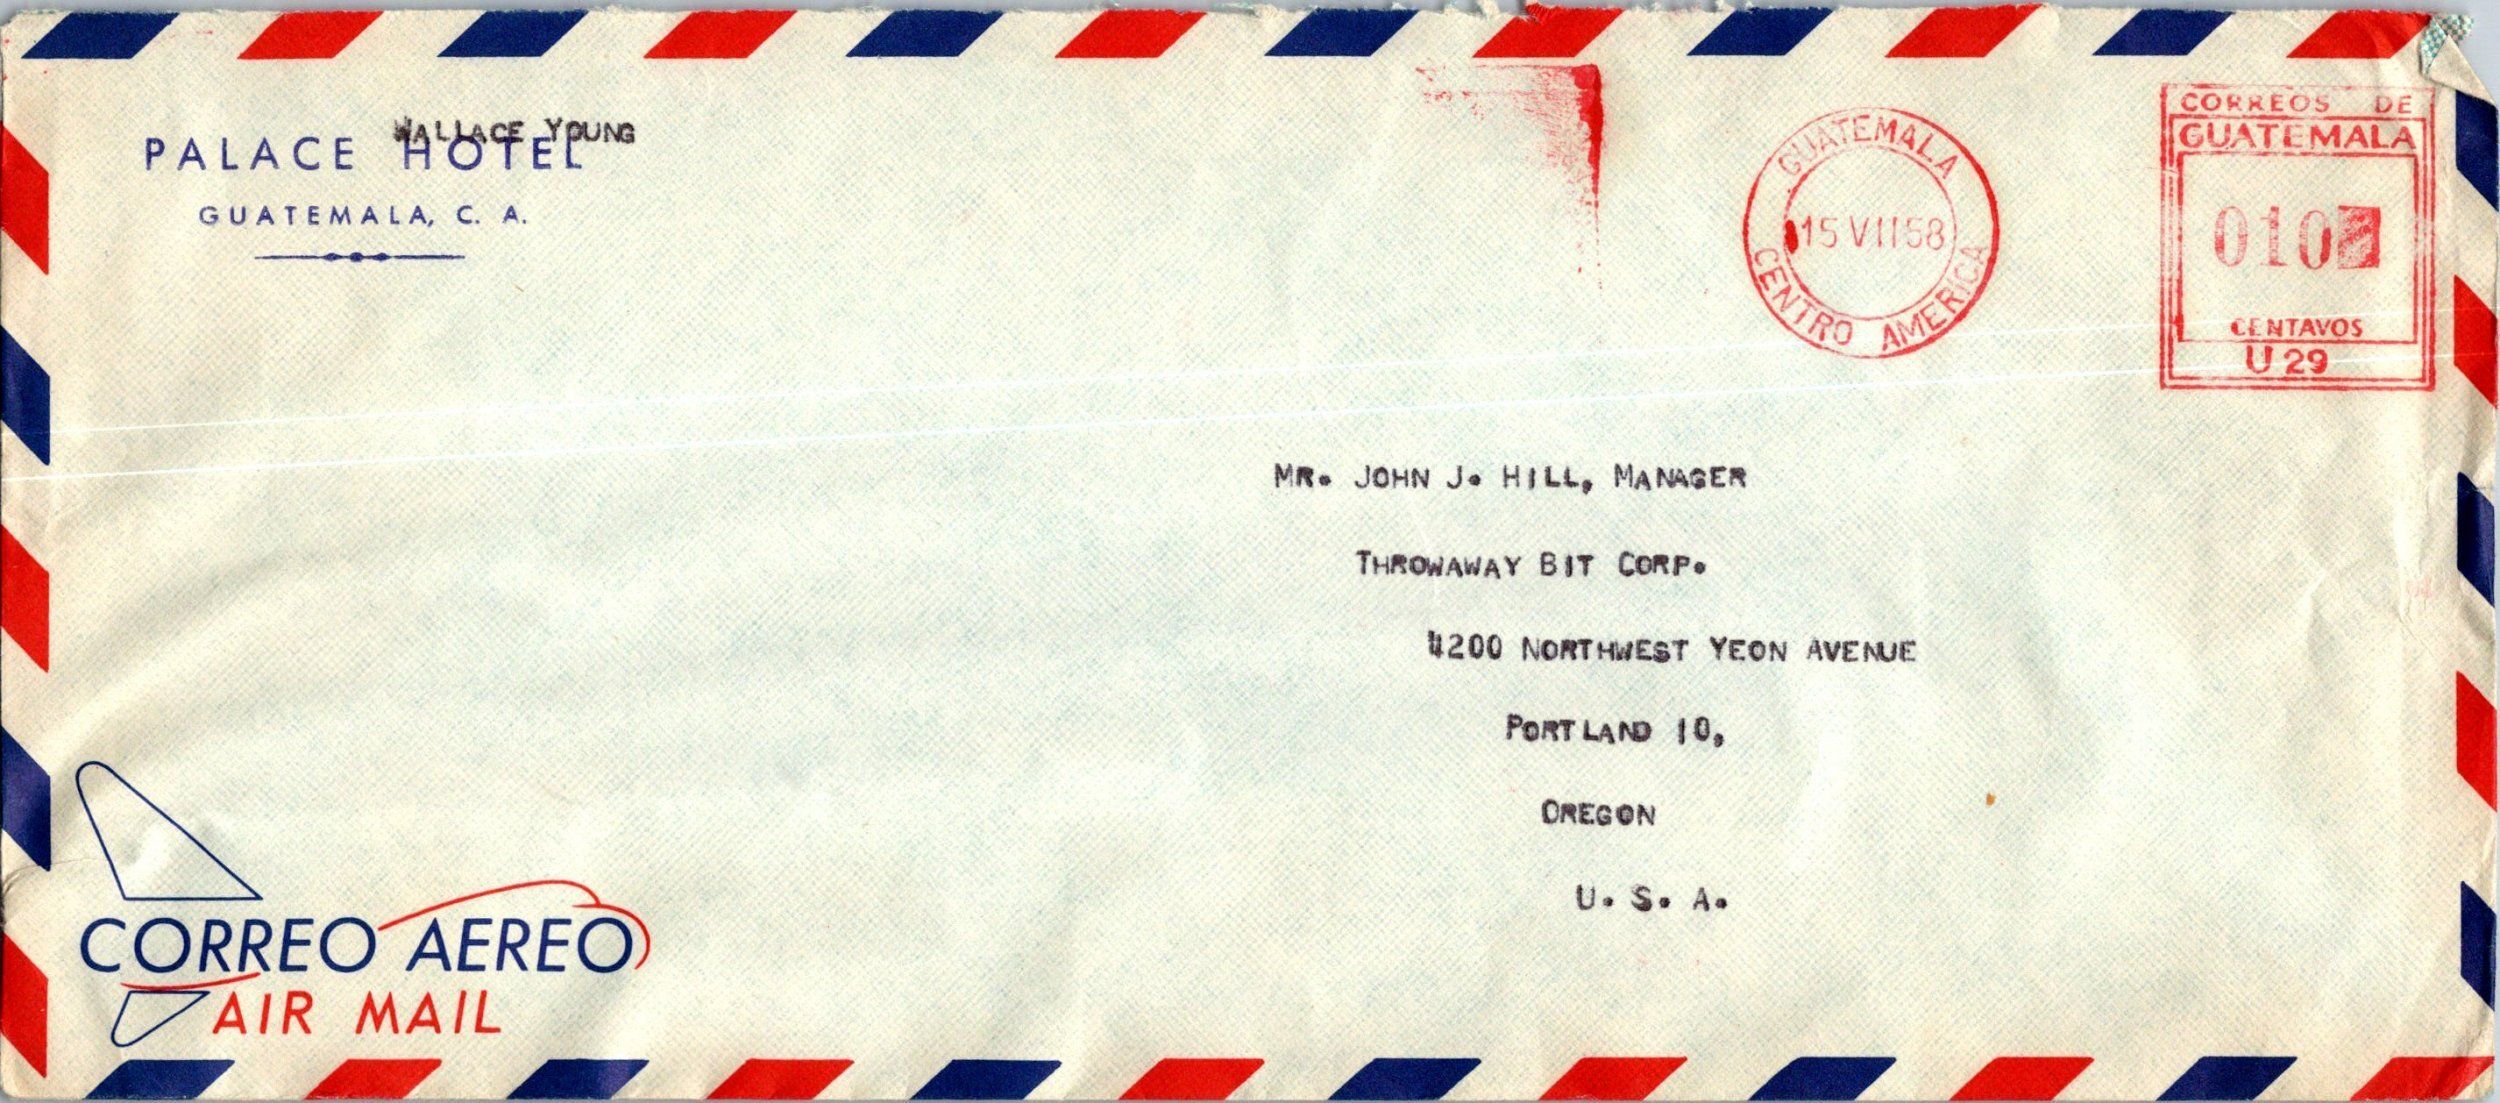 WALLACE YOUNG
PALACE HOTEL
GUATEMALA, C. A.
GUATEMALA
15 VII 58
CENTRO AMERICA
CORREOS DE
GUATEMALA
010
CENTAVOS
U 29
MR. JOHN J. HILL, MANAGER
THROWAWAY BIT CORP.
4200 NORTHWEST YEON AVENUE
PORTLAND 10,
OREGON
U. S. A.
CORREO AEREO
AIR MAIL